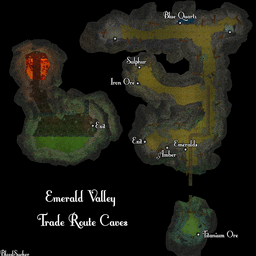 Blue Quartz
Sulphur
Iron Ore
Exit
Exit
Emeralds
Amber
Emerald Valley
Trade Route Caves
Titanium Ore
BloodSucker